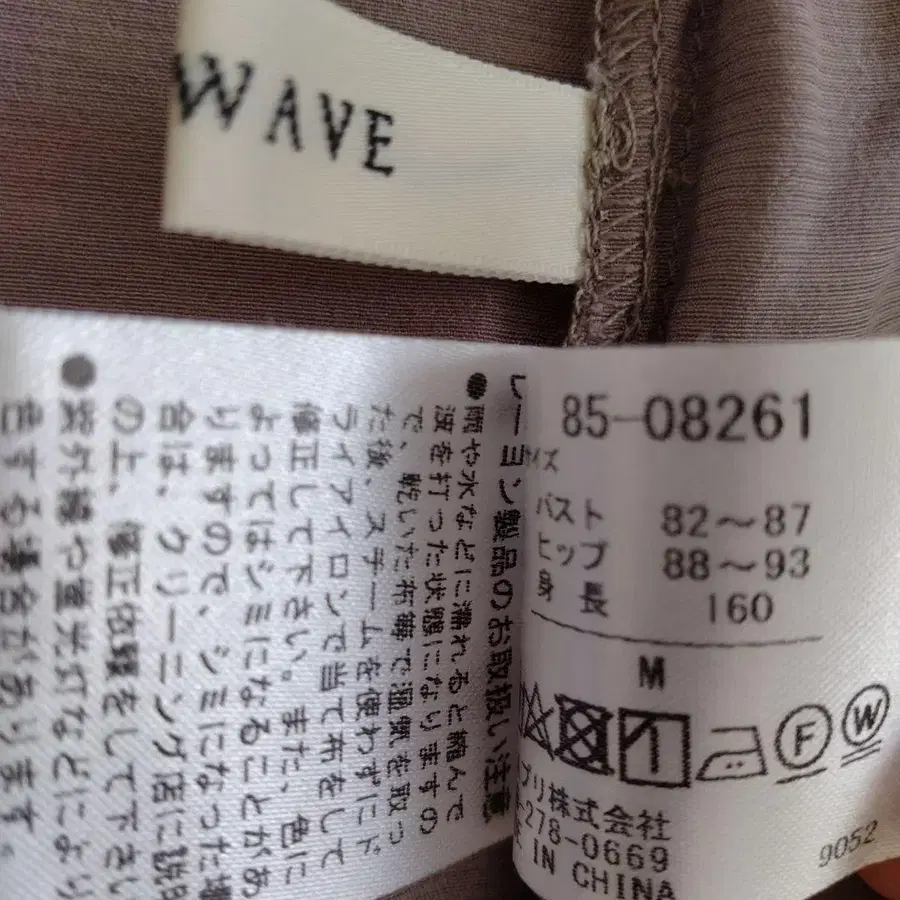 WAVE
85-08261
イズ
バスト 82～87
ヒップ 88～93
身長 160
M
F
W
プリ株式会社
-278-0669
IN CHINA
9052
レーヨン製品のお取扱い注意
●雨や水などに濡れると縮んで
波を打った状態になりますの
で、乾いた布等で湿気を取っ
た後、スチームを使わずにド
ライアイロンで当て布をして
修正して下さい。また、色に
よってはシミになることがあ
りますので、シミになった場
合は、クリーニング店に説明
の上、修正依頼をして下さい
●紫外線や蛍光灯などにより
色する場合があります。